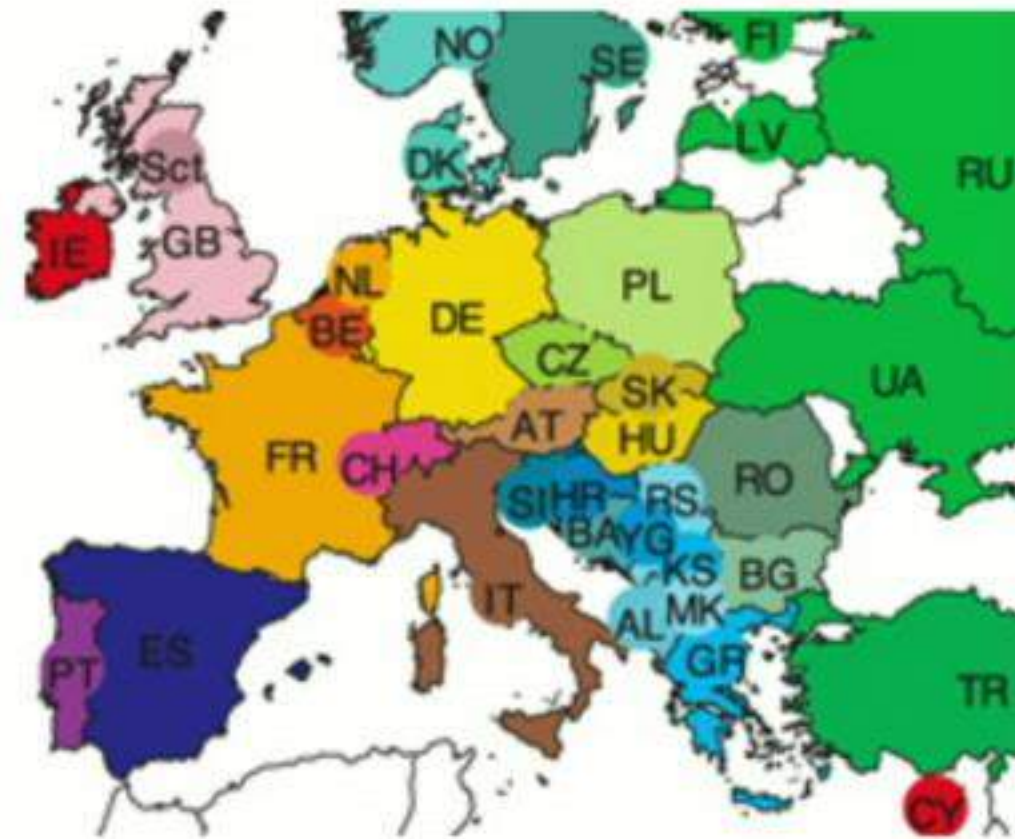 NO
FI
SE
LV
Sct
DK
RU
IE
GB
NL
PL
BE
DE
CZ
UA
SK
AT
HU
FR
CH
RO
SI
HR
RS
BA
YG
KS
BG
IT
AL
MK
ES
PT
GR
TR
CY